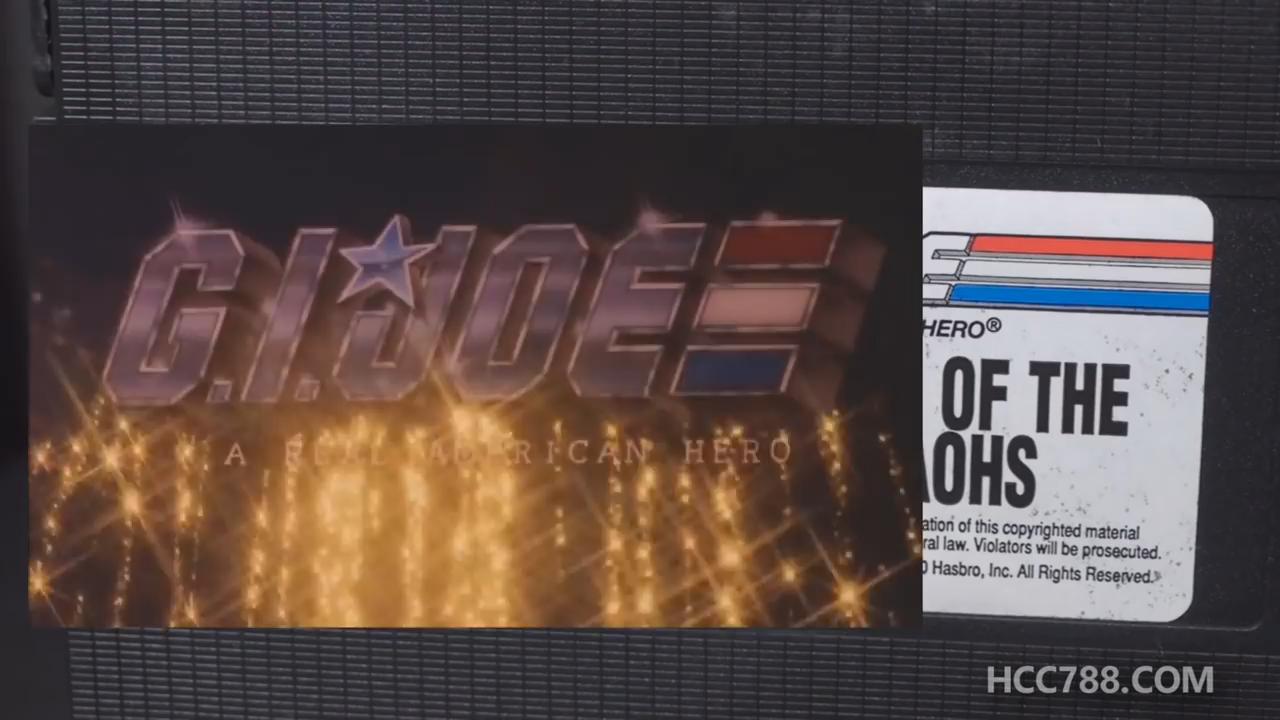 G.I.JOE
A REAL AMERICAN HERO
HERO®
OF THE
ation of this copyrighted material
ral law. Violators will be prosecuted.
Hasbro, Inc. All Rights Reserved.
HCC788.COM